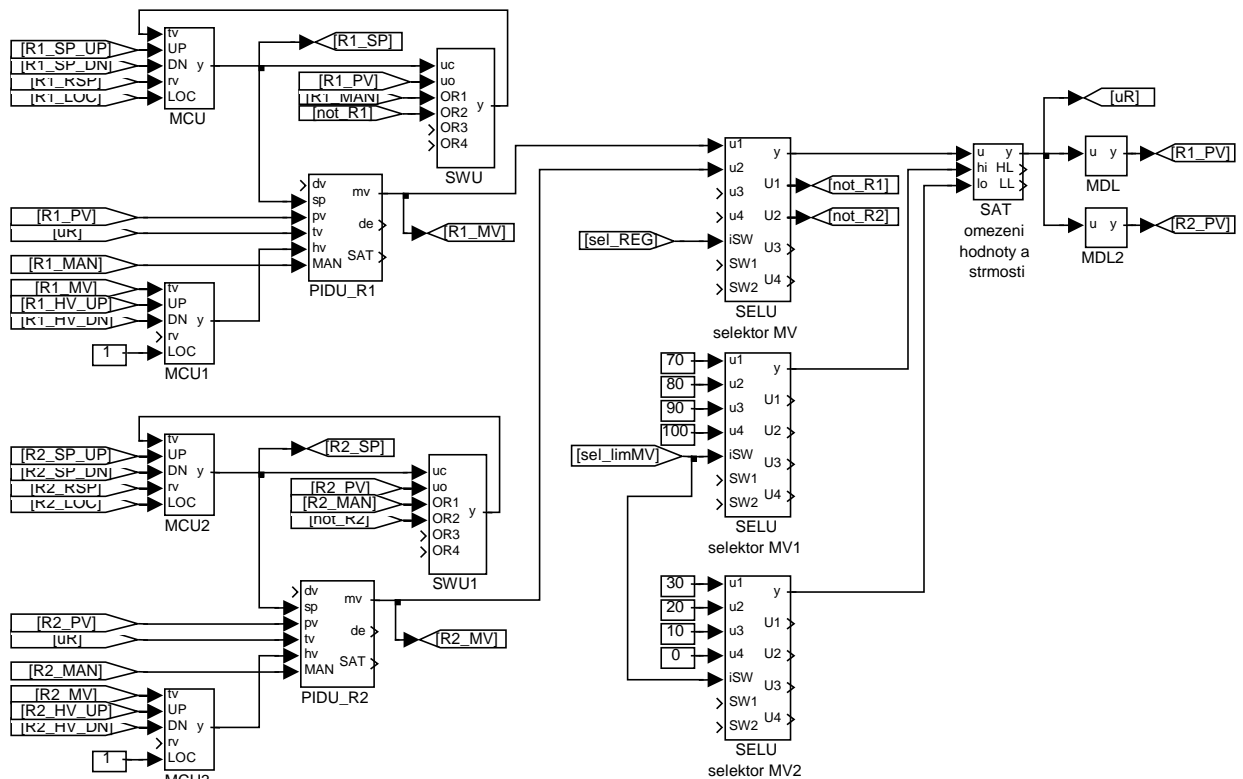 [R1_SP_UP]
[R1_SP_DN]
[R1_RSP]
[R1_LOC]
tv
UP
DN y
rv
LOC
MCU
[R1_SP]
[R1_PV]
[R1_MAN]
[not_R1]
uc
uo
OR1
OR2
OR3
OR4
y
SWU
[R1_PV]
[uR]
[R1_MAN]
dv
sp
pv
tv
hv
MAN
mv
de
SAT
PIDU_R1
[R1_MV]
[R1_MV]
[R1_HV_UP]
[R1_HV_DN]
1
tv
UP
DN y
rv
LOC
MCU1
[R2_SP_UP]
[R2_SP_DN]
[R2_RSP]
[R2_LOC]
tv
UP
DN y
rv
LOC
MCU2
[R2_SP]
[R2_PV]
[R2_MAN]
[not_R2]
uc
uo
OR1
OR2
OR3
OR4
y
SWU1
[R2_PV]
[uR]
[R2_MAN]
dv
sp
pv
tv
hv
MAN
mv
de
SAT
PIDU_R2
[R2_MV]
[R2_MV]
[R2_HV_UP]
[R2_HV_DN]
1
tv
UP
DN y
rv
LOC
[sel_REG]
u1
u2
u3
u4
iSW
SW1
SW2
y
U1
U2
U3
U4
SELU
selektor MV
[not_R1]
[not_R2]
70
80
90
100
[sel_limMV]
u1
u2
u3
u4
iSW
SW1
SW2
y
U1
U2
U3
U4
SELU
selektor MV1
30
20
10
0
u1
u2
u3
u4
iSW
SW1
SW2
y
U1
U2
U3
U4
SELU
selektor MV2
u y
hi HL
lo LL
SAT
omezeni
hodnoty a
strmosti
[uR]
u y
MDL
[R1_PV]
u y
MDL2
[R2_PV]